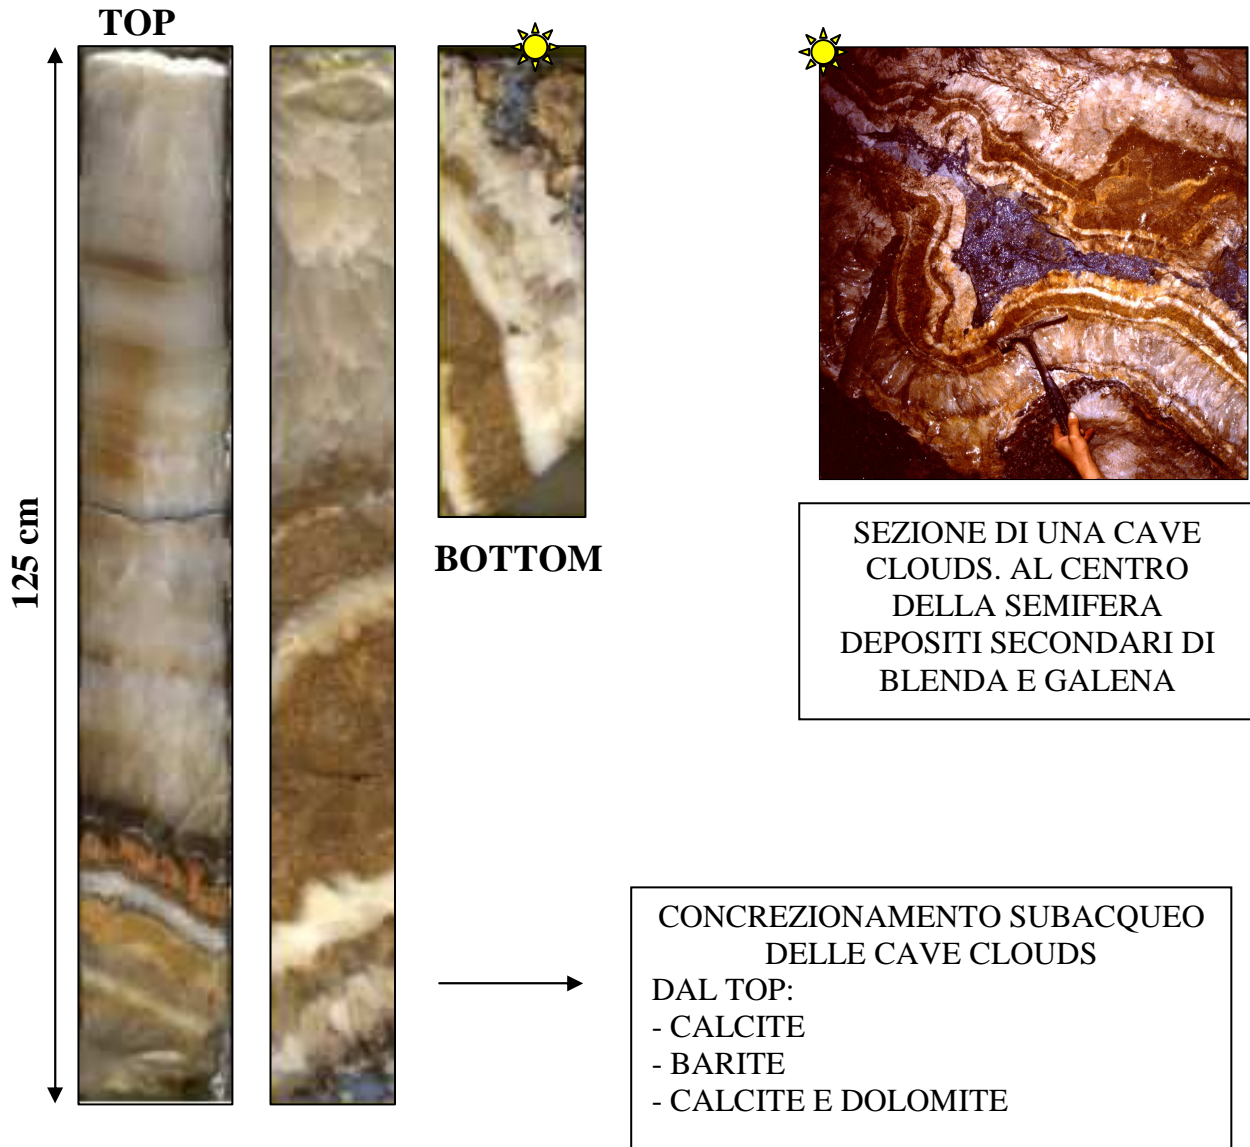 TOP
125 cm
BOTTOM
SEZIONE DI UNA CAVE
CLOUDS. AL CENTRO
DELLA SEMIFERA
DEPOSITI SECONDARI DI
BLENDA E GALENA
CONCREZIONAMENTO SUBACQUEO
DELLE CAVE CLOUDS
DAL TOP:
- CALCITE
- BARITE
- CALCITE E DOLOMITE